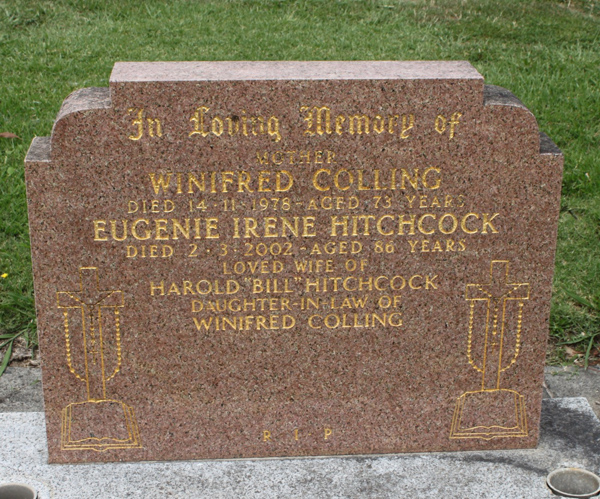 In Loving Memory of
MOTHER
WINIFRED COLLING
DIED 14-11-1978-AGED 73 YEARS
EUGENIE IRENE HITCHCOCK
DIED 2-3-2002-AGED 86 YEARS
LOVED WIFE OF
HAROLD "BILL" HITCHCOCK
DAUGHTER-IN-LAW OF
WINIFRED COLLING
R I P